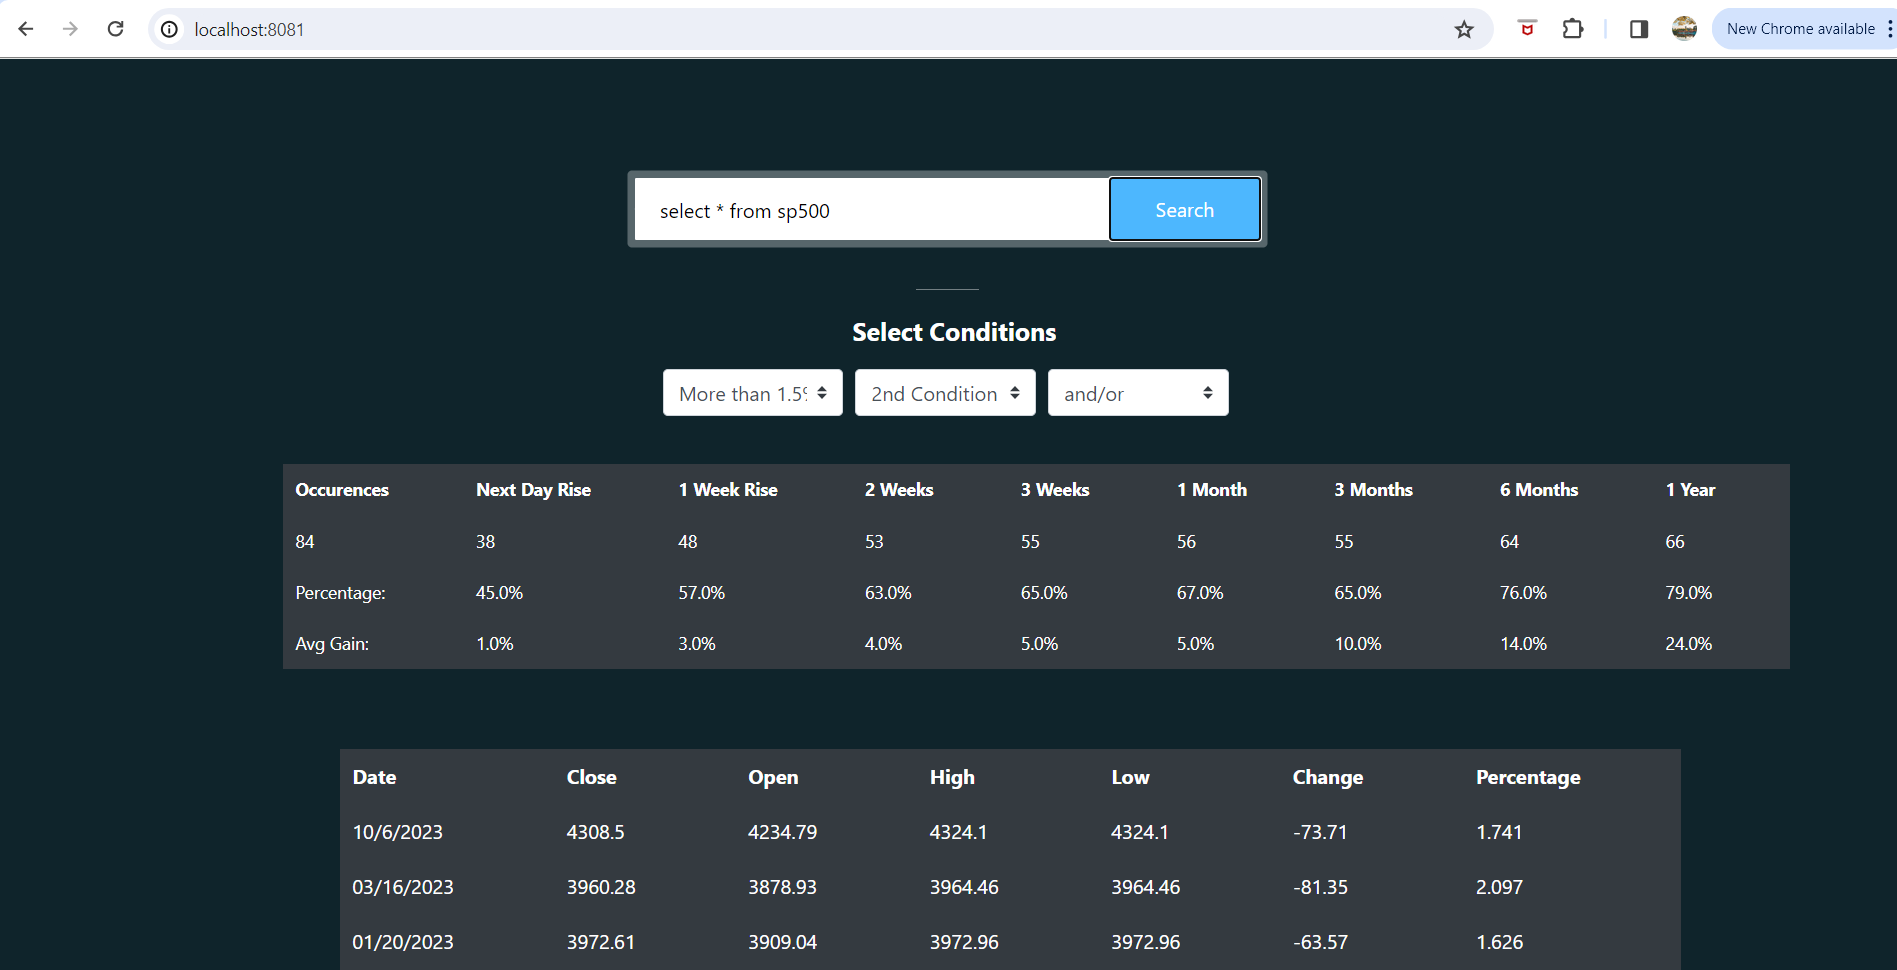 localhost:8081
New Chrome available
select * from sp500
Search
Select Conditions
More than 1.5%
2nd Condition
and/or
Occurences Next Day Rise 1 Week Rise 2 Weeks 3 Weeks 1 Month 3 Months 6 Months 1 Year
84 38 48 53 55 56 55 64 66
Percentage: 45.0% 57.0% 63.0% 65.0% 67.0% 65.0% 76.0% 79.0%
Avg Gain: 1.0% 3.0% 4.0% 5.0% 5.0% 10.0% 14.0% 24.0%
Date Close Open High Low Change Percentage
10/6/2023 4308.5 4234.79 4324.1 4324.1 -73.71 1.741
03/16/2023 3960.28 3878.93 3964.46 3964.46 -81.35 2.097
01/20/2023 3972.61 3909.04 3972.96 3972.96 -63.57 1.626